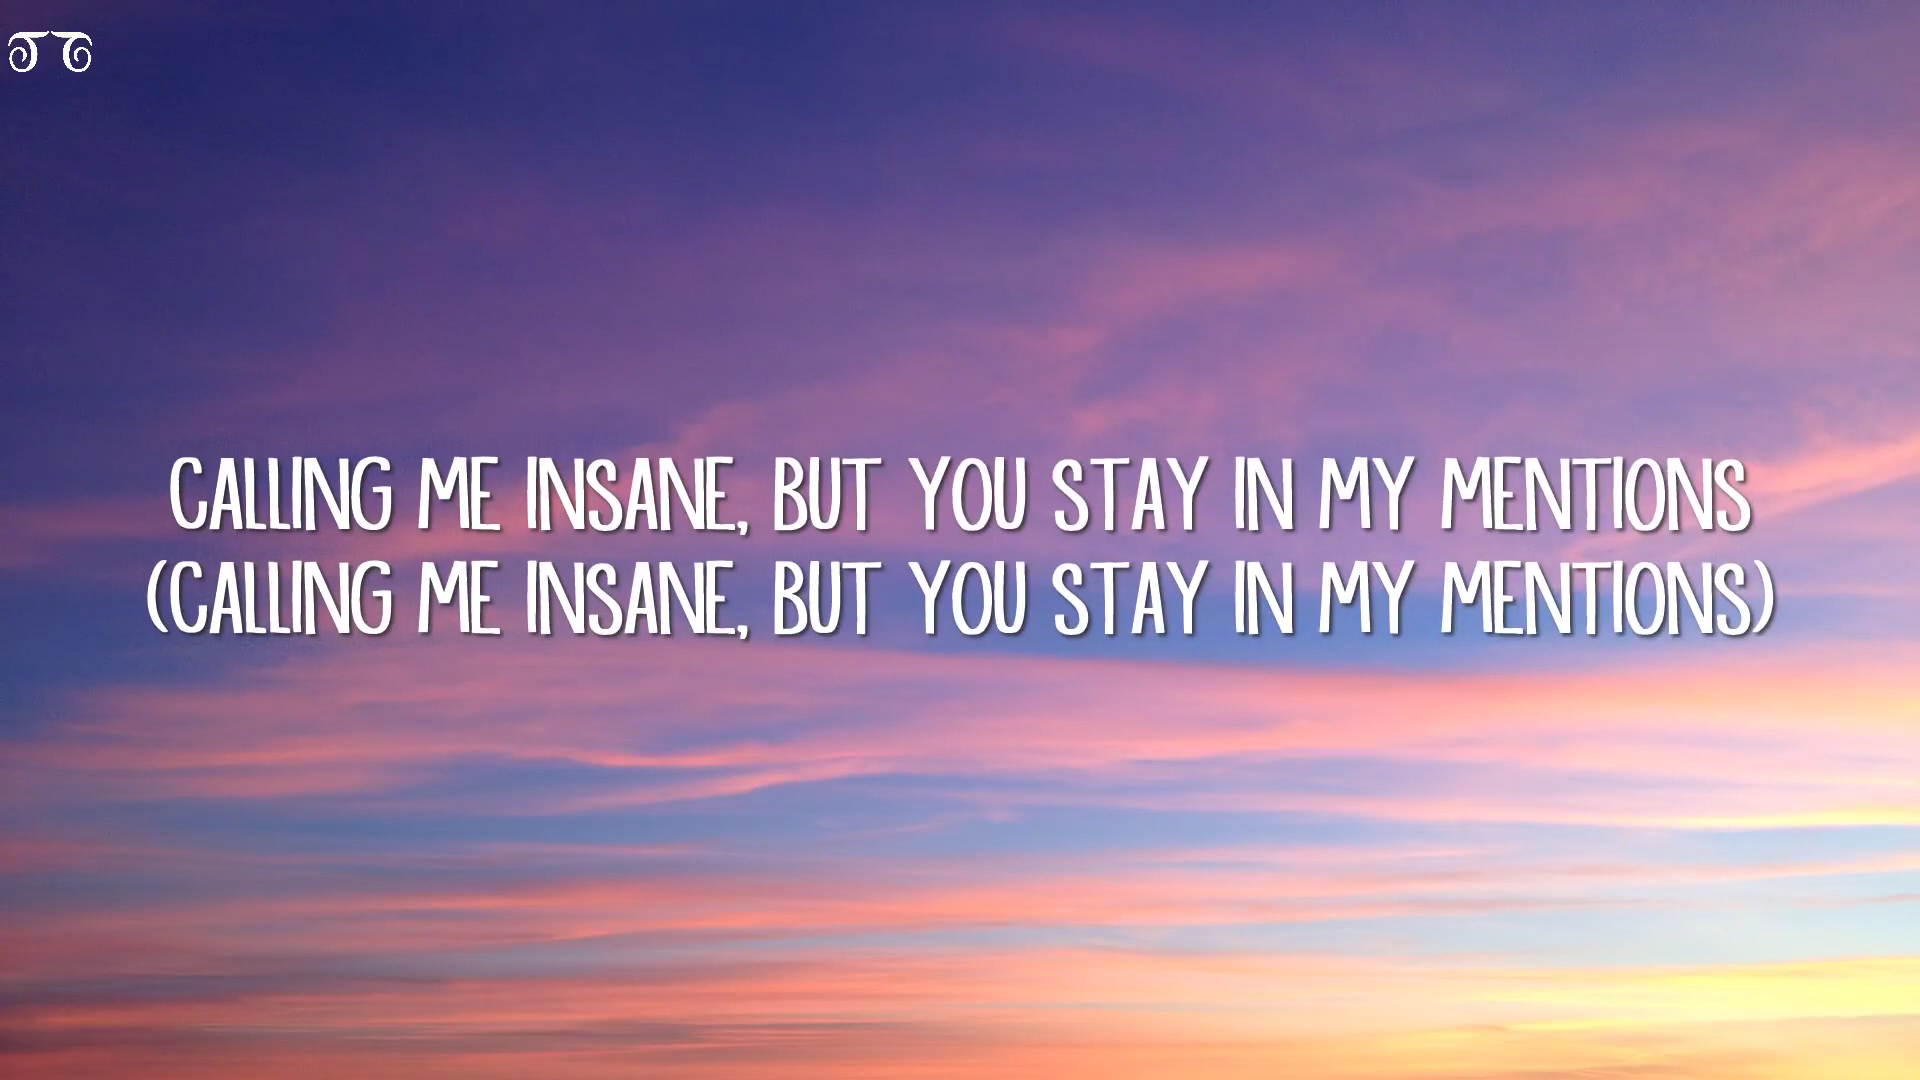 CALLING ME INSANE, BUT YOU STAY IN MY MENTIONS
(CALLING ME INSANE, BUT YOU STAY IN MY MENTIONS)